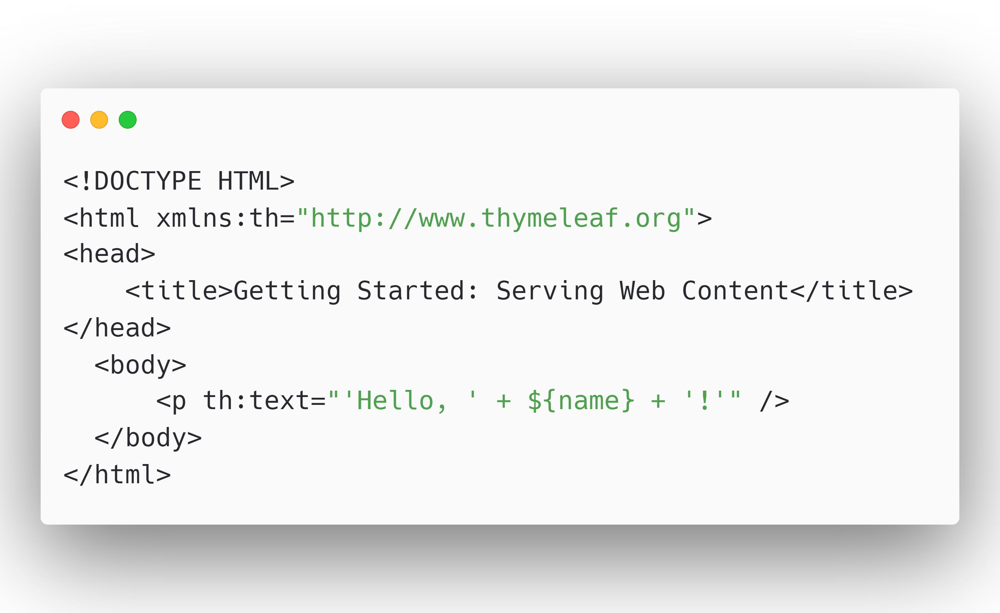 <!DOCTYPE HTML>
<html xmlns:th="http://www.thymeleaf.org">
<head>
    <title>Getting Started: Serving Web Content</title>
</head>
  <body>
      <p th:text="'Hello, ' + ${name} + '!'" />
  </body>
</html>